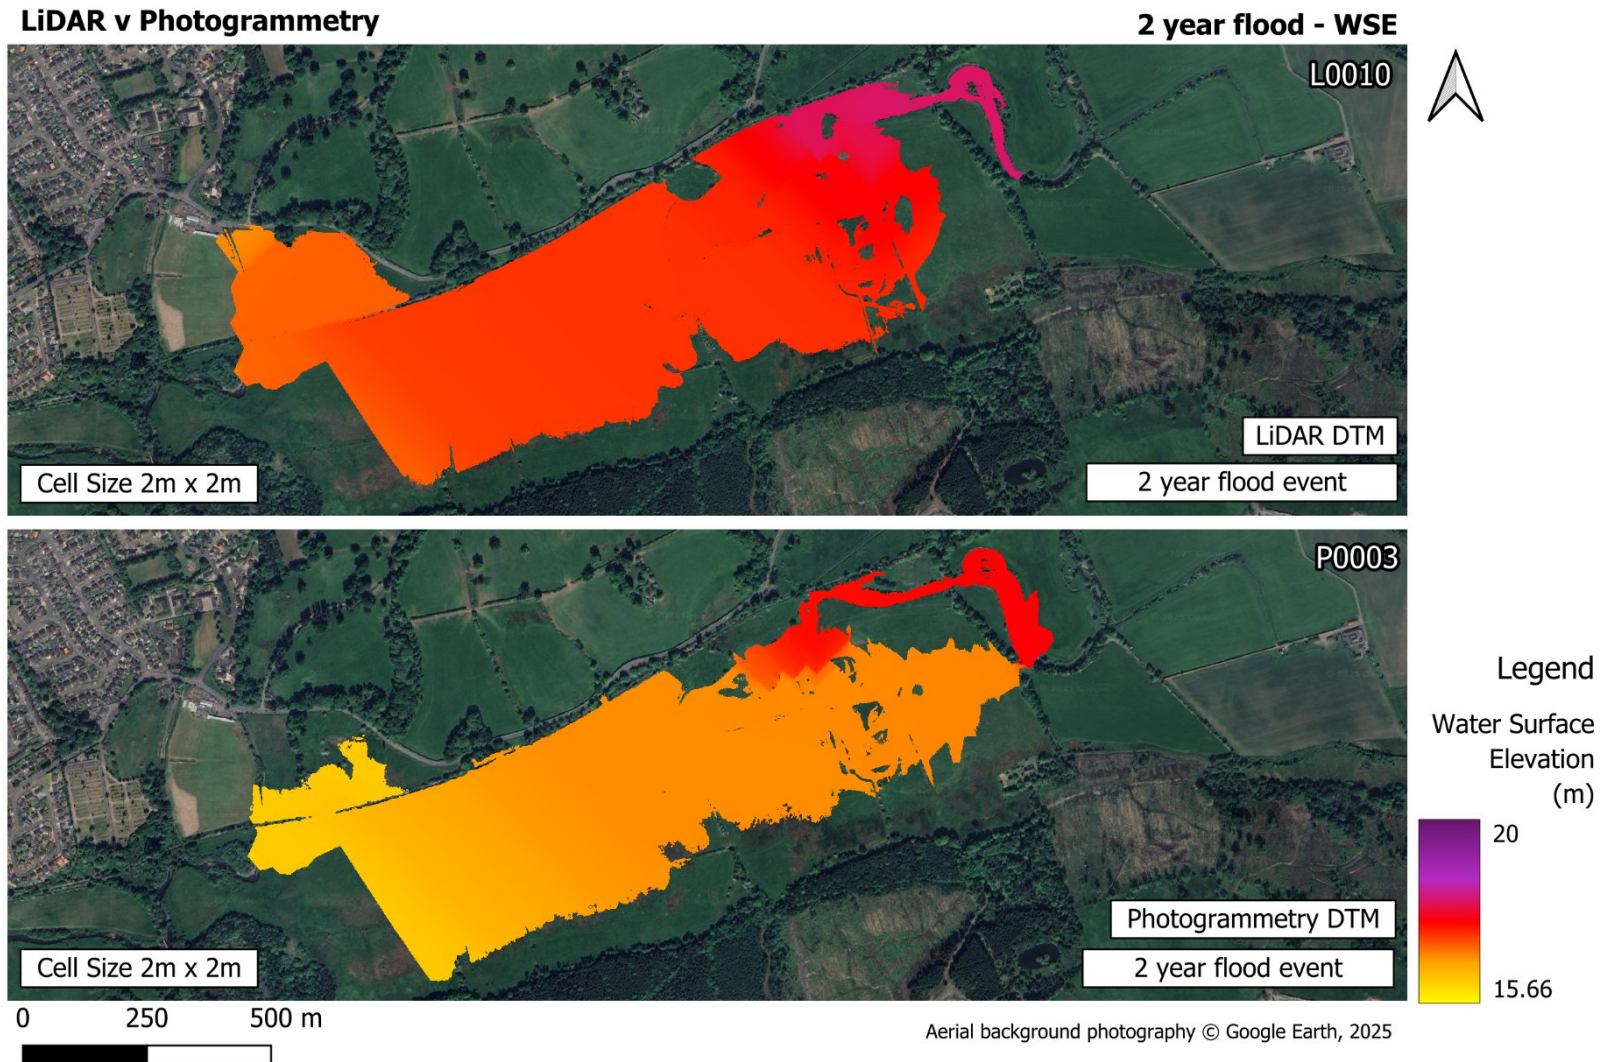 LiDAR v Photogrammetry
2 year flood - WSE
L0010
LiDAR DTM
Cell Size 2m x 2m
2 year flood event
P0003
Legend
Water Surface
Elevation
(m)
20
15.66
Photogrammetry DTM
Cell Size 2m x 2m
2 year flood event
0 250 500 m
Aerial background photography © Google Earth, 2025